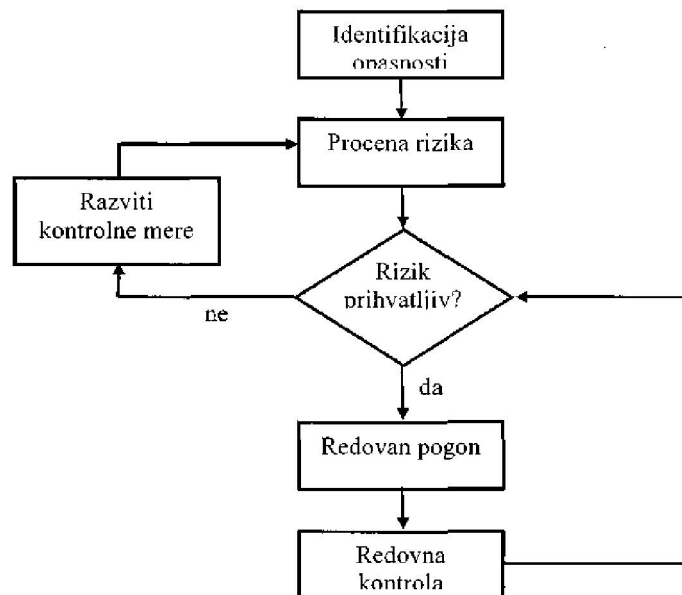 Identifikacija
opasnosti
Procena rizika
Razviti
kontrolne mere
Rizik
prihvatljiv?
ne
da
Redovan pogon
Redovna
kontrola